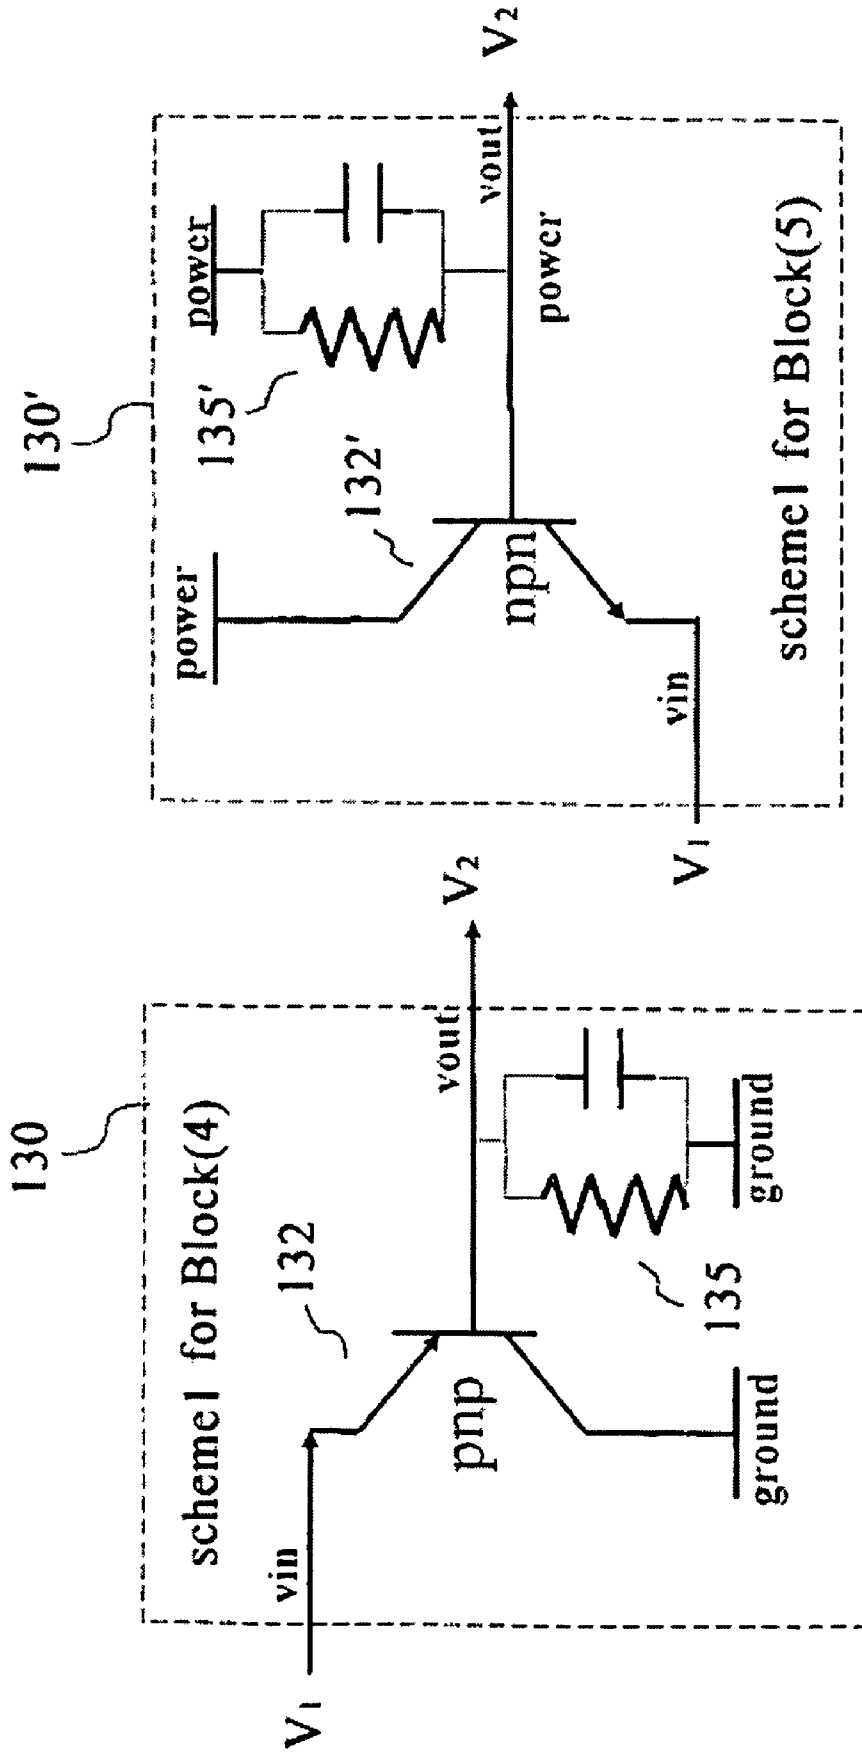 130
scheme1 for Block(4)
132
V1
vin
pnp
vout
V2
135
ground
ground
130'
power
power
135'
132'
npn
vout
V2
power
vin
V1
scheme1 for Block(5)